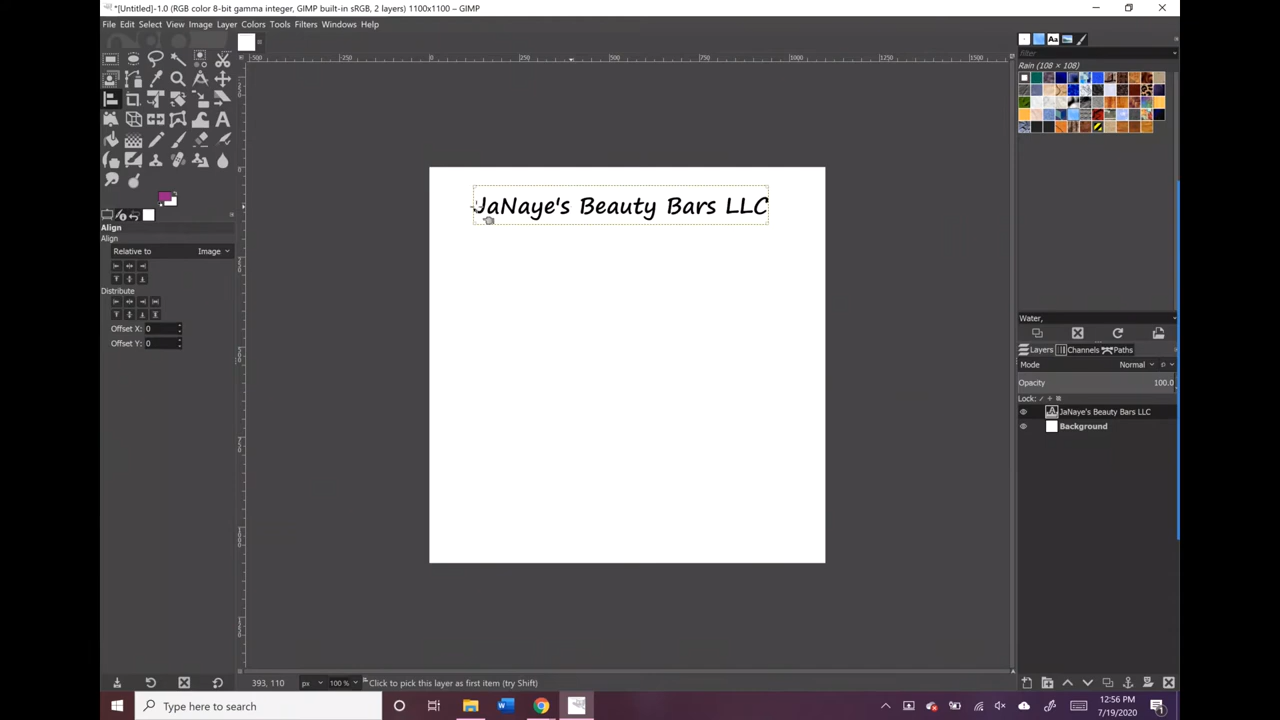 *[Untitled]-1.0 (RGB color 8-bit gamma integer, GIMP built-in sRGB, 2 layers) 1100x1100 – GIMP
File Edit Select View Image Layer Colors Tools Filters Windows Help
Filter
Rain (108 × 108)
JaNaye's Beauty Bars LLC
Align
Align
Relative to Image
Distribute
Offset X: 0
Offset Y: 0
Water,
Layers Channels Paths
Mode Normal
Opacity 100.0
Lock:
JaNaye's Beauty Bars LLC
Background
393, 110 px 100 % Click to pick this layer as first item (try Shift)
Type here to search
12:56 PM
7/19/2020